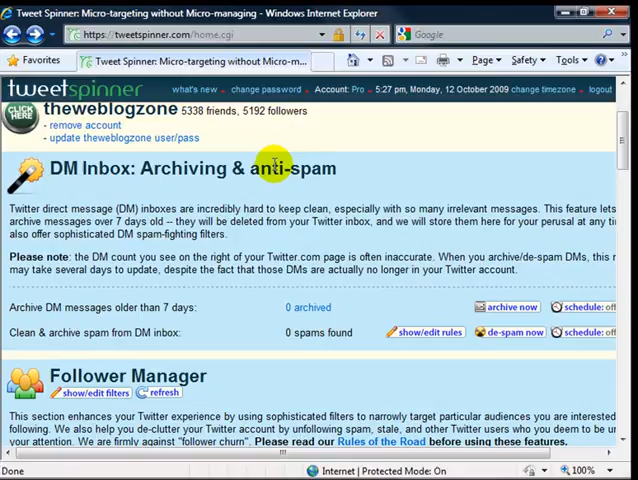 Tweet Spinner: Micro-targeting without Micro-managing - Windows Internet Explorer
https://tweetspinner.com/home.cgi
Google
Favorites
Tweet Spinner: Micro-targeting without Micro-m...
Page
Safety
Tools
tweetspinner
what's new
change password
Account: Pro
5:27 pm, Monday, 12 October 2009
change timezone
logout
CLICK HERE
theweblogzone 5338 friends, 5192 followers
- remove account
- update theweblogzone user/pass
DM Inbox: Archiving & anti-spam
Twitter direct message (DM) inboxes are incredibly hard to keep clean, especially with so many irrelevant messages. This feature lets
archive messages over 7 days old -- they will be deleted from your Twitter inbox, and we will store them here for your perusal at any ti
also offer sophisticated DM spam-fighting filters.
Please note: the DM count you see on the right of your Twitter.com page is often inaccurate. When you archive/de-spam DMs, this n
may take several days to update, despite the fact that those DMs are actually no longer in your Twitter account.
Archive DM messages older than 7 days:
0 archived
archive now
schedule: off
Clean & archive spam from DM inbox:
0 spams found
show/edit rules
de-spam now
schedule: off
Follower Manager
show/edit filters
refresh
This section enhances your Twitter experience by using sophisticated filters to narrowly target particular audiences you are interested
following. We also help you de-clutter your Twitter account by unfollowing spam, stale, and other Twitter users who you deem to be un
your attention. We are firmly against "follower churn". Please read our Rules of the Road before using these features.
Done
Internet | Protected Mode: On
100%